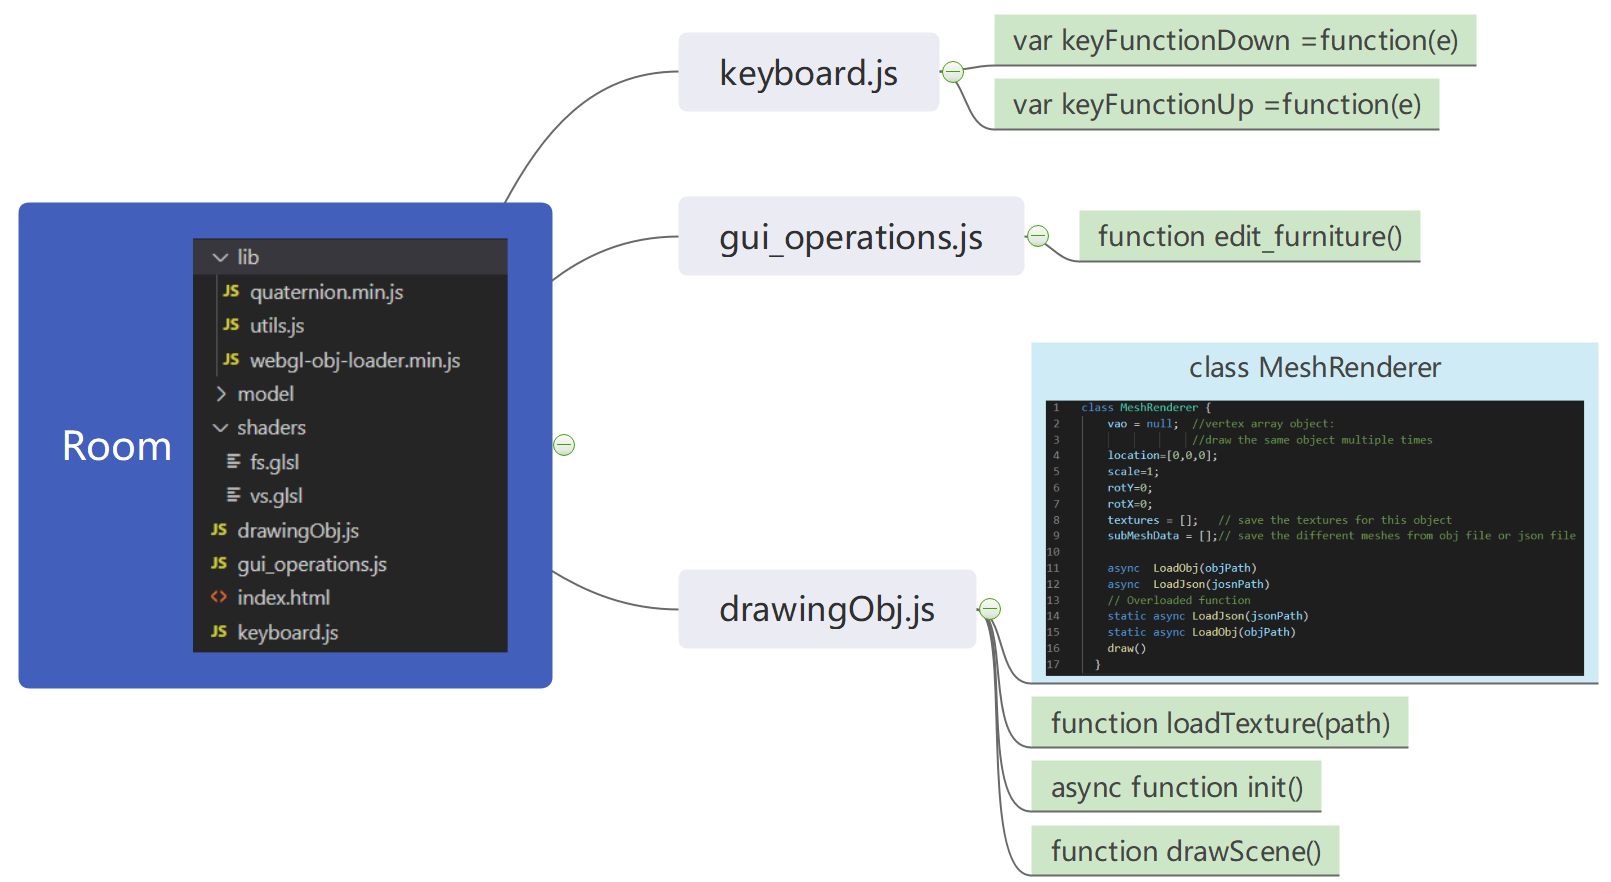 Room
lib
JS quaternion.min.js
JS utils.js
JS webgl-obj-loader.min.js
model
shaders
fs.glsl
vs.glsl
JS drawingObj.js
JS gui_operations.js
<> index.html
JS keyboard.js
keyboard.js
var keyFunctionDown =function(e)
var keyFunctionUp =function(e)
gui_operations.js
function edit_furniture()
drawingObj.js
class MeshRenderer
1 class MeshRenderer {
2 vao = null; //vertex array object:
3 //draw the same object multiple times
4 location=[0,0,0];
5 scale=1;
6 rotY=0;
7 rotX=0;
8 textures = []; // save the textures for this object
9 subMeshData = [];// save the different meshes from obj file or json file
10
11 async LoadObj(objPath)
12 async LoadJson(josnPath)
13 // Overloaded function
14 static async LoadJson(jsonPath)
15 static async LoadObj(objPath)
16 draw()
17 }
function loadTexture(path)
async function init()
function drawScene()